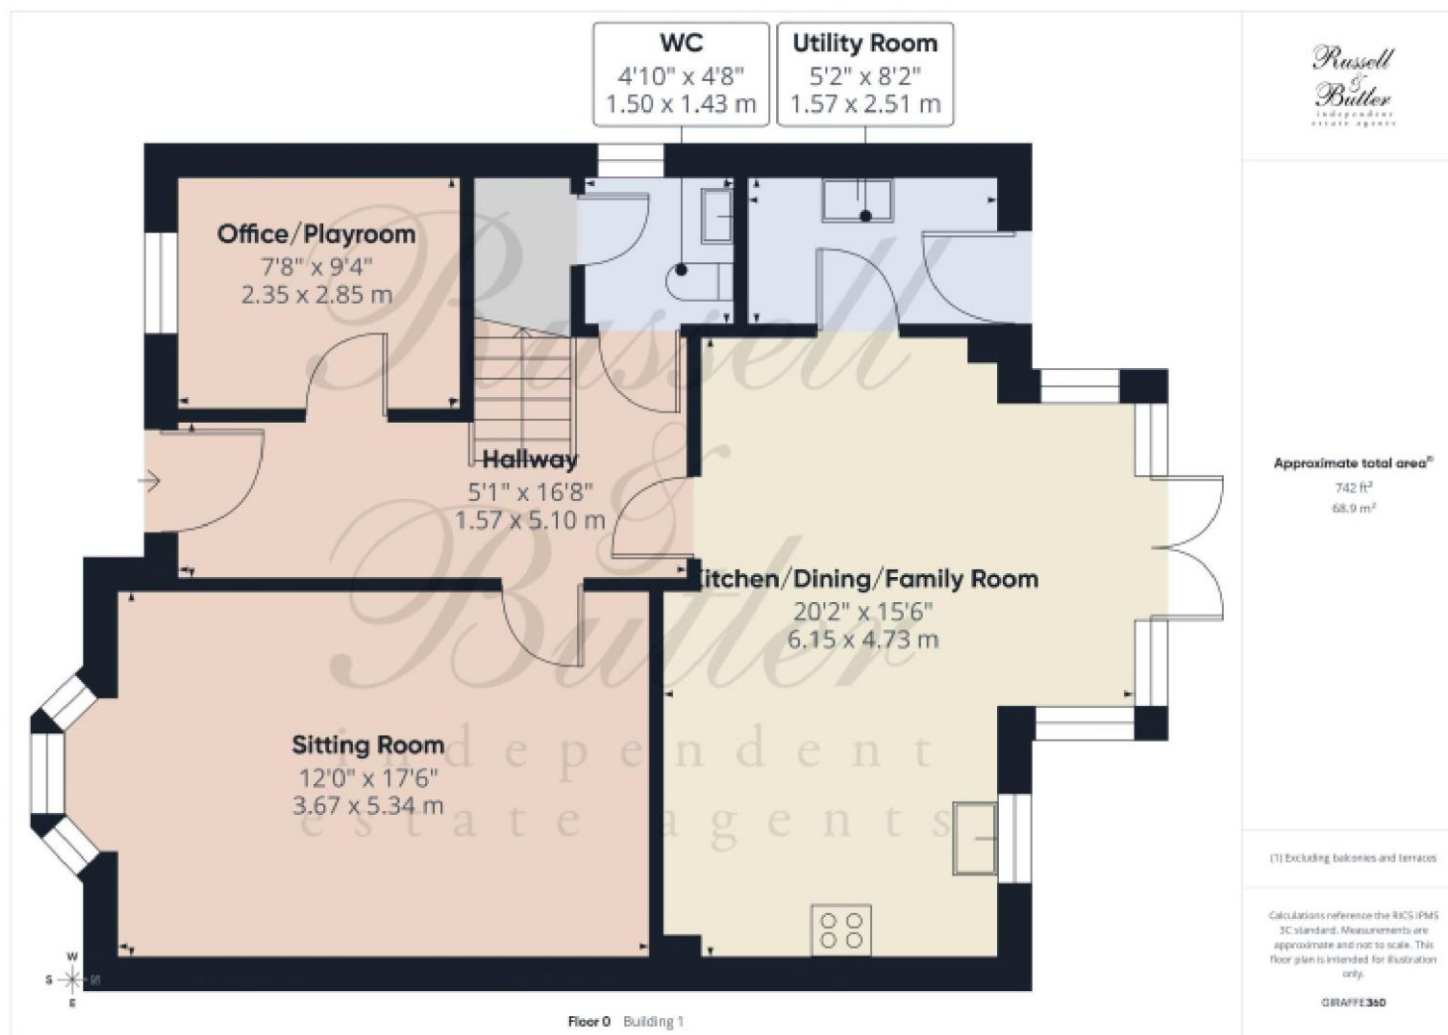 WC
4'10" x 4'8"
1.50 x 1.43 m
Utility Room
5'2" x 8'2"
1.57 x 2.51 m
Office/Playroom
7'8" x 9'4"
2.35 x 2.85 m
Hallway
5'1" x 16'8"
1.57 x 5.10 m
Kitchen/Dining/Family Room
20'2" x 15'6"
6.15 x 4.73 m
Sitting Room
12'0" x 17'6"
3.67 x 5.34 m
Russell
&
Butler
independent
estate agents
W
S
E
Floor 0 Building 1
Russell
&
Butler
independent
estate agents
Approximate total area⁽¹⁾
742 ft²
68.9 m²
(1) Excluding balconies and terraces
Calculations reference the RICS IPMS
3C standard. Measurements are
approximate and not to scale. This
floor plan is intended for illustration
only.
GIRAFFE360